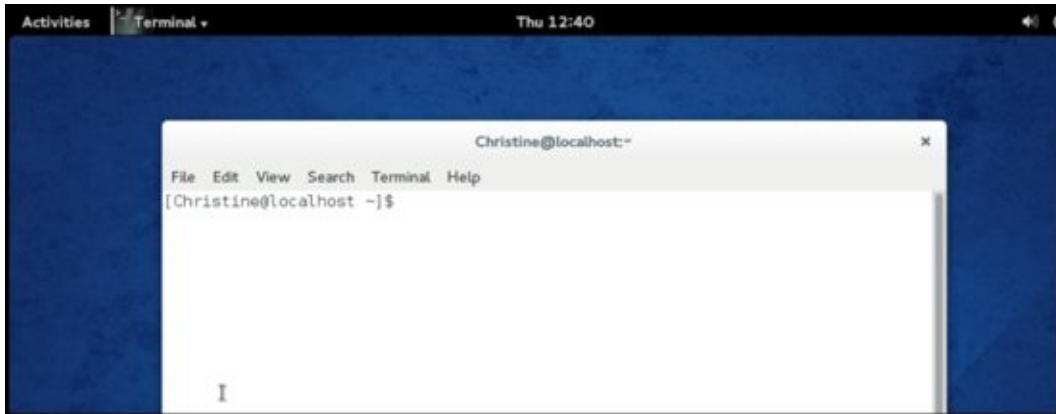 Activities Terminal Thu 12:40
Christine@localhost:~
File Edit View Search Terminal Help
[Christine@localhost ~]$